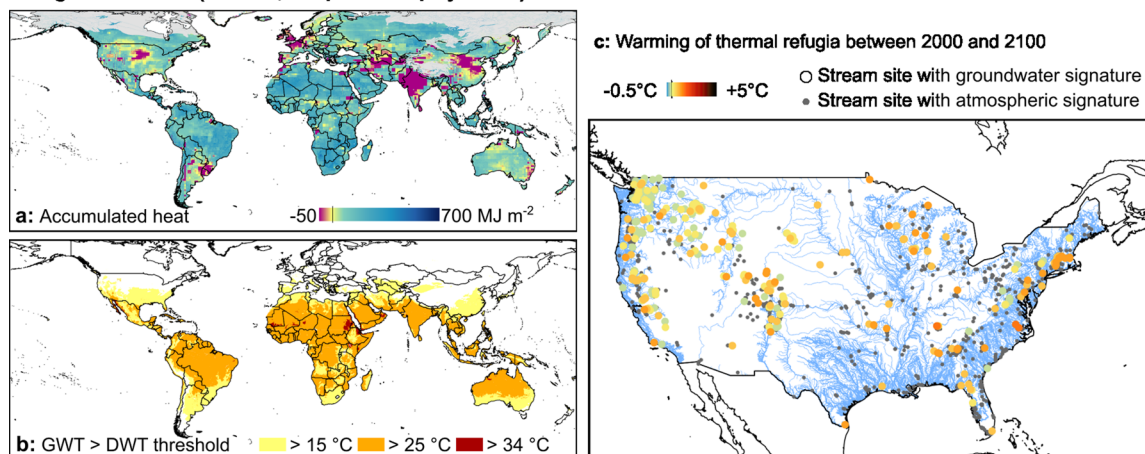 a: Accumulated heat
-50
700 MJ m⁻²
b: GWT > DWT threshold
> 15 °C
> 25 °C
> 34 °C
c: Warming of thermal refugia between 2000 and 2100
-0.5°C
+5°C
Stream site with groundwater signature
Stream site with atmospheric signature